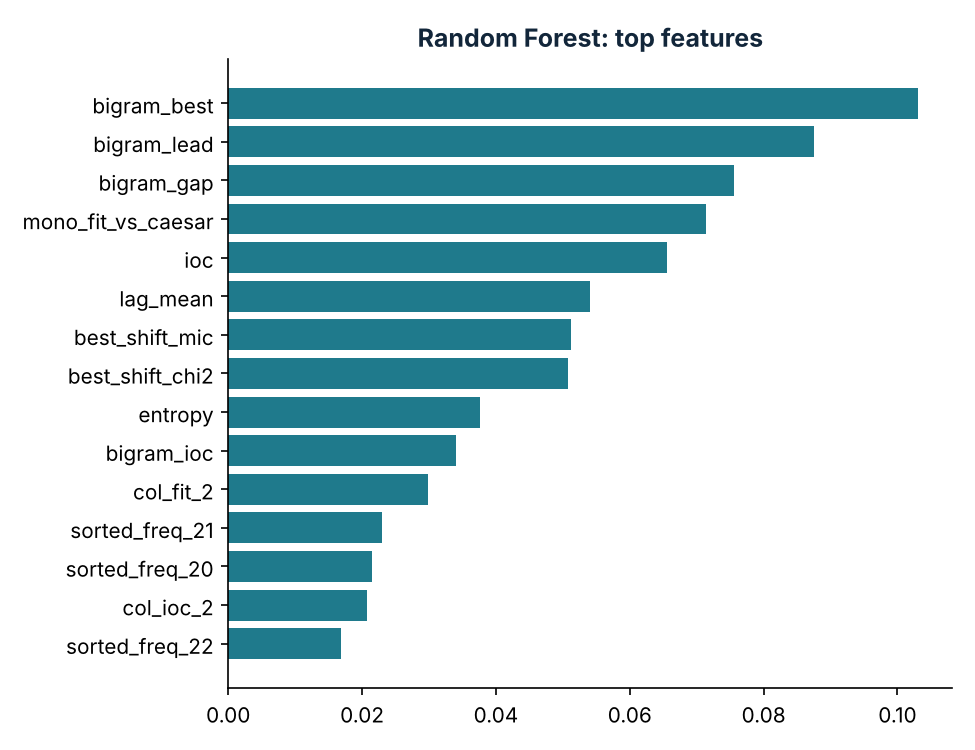 Random Forest: top features
bigram_best
bigram_lead
bigram_gap
mono_fit_vs_caesar
ioc
lag_mean
best_shift_mic
best_shift_chi2
entropy
bigram_ioc
col_fit_2
sorted_freq_21
sorted_freq_20
col_ioc_2
sorted_freq_22
0.00 0.02 0.04 0.06 0.08 0.10